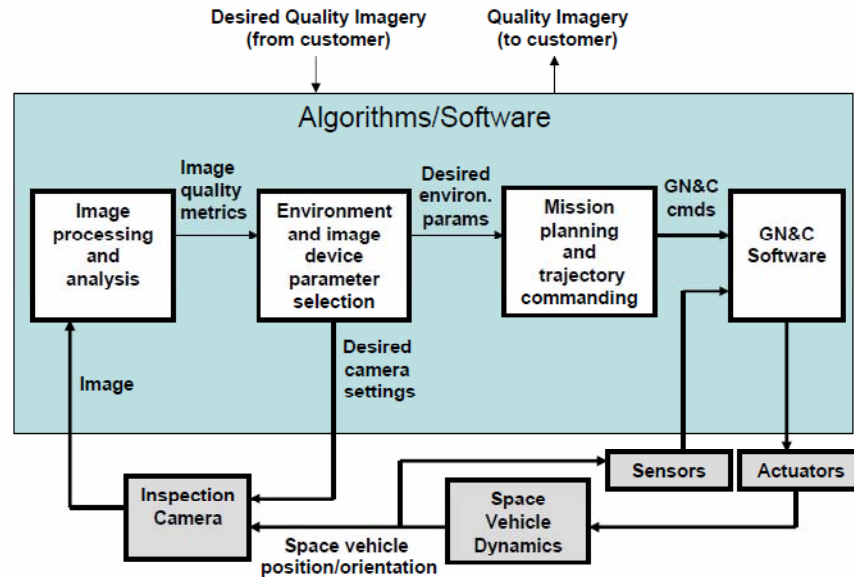 Desired Quality Imagery
(from customer)
Quality Imagery
(to customer)
Algorithms/Software
Image
quality
metrics
Desired
environ.
params
GN&C
cmds
Image
processing
and
analysis
Environment
and image
device
parameter
selection
Mission
planning
and
trajectory
commanding
GN&C
Software
Image
Desired
camera
settings
Sensors
Actuators
Inspection
Camera
Space
Vehicle
Dynamics
Space vehicle
position/orientation